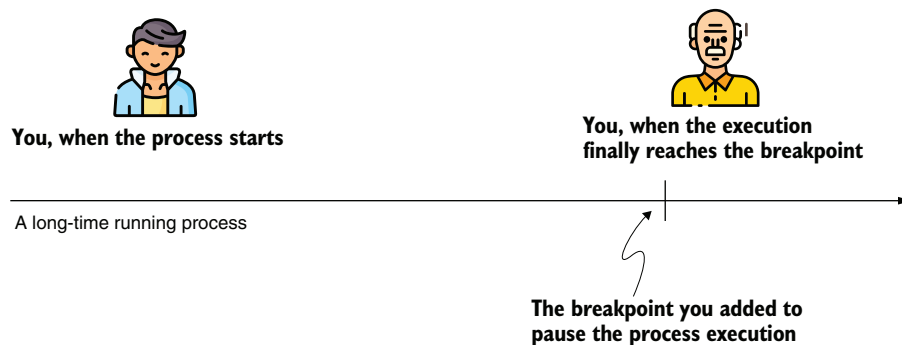 You, when the process starts
You, when the execution
finally reaches the breakpoint
A long-time running process
The breakpoint you added to
pause the process execution